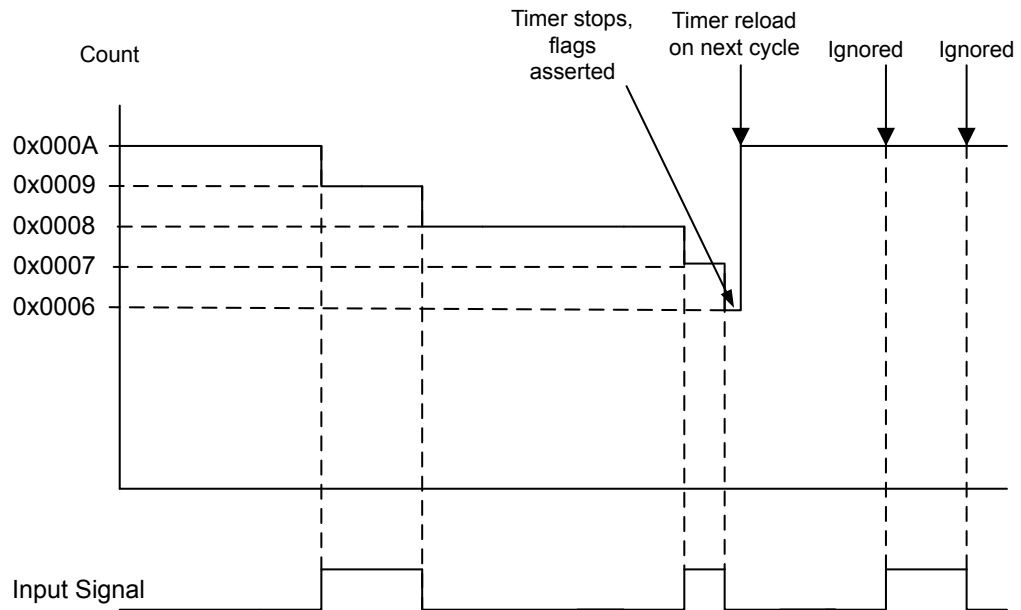 Timer stops,
flags
asserted
Timer reload
on next cycle
Ignored
Ignored
Count
0x000A
0x0009
0x0008
0x0007
0x0006
Input Signal